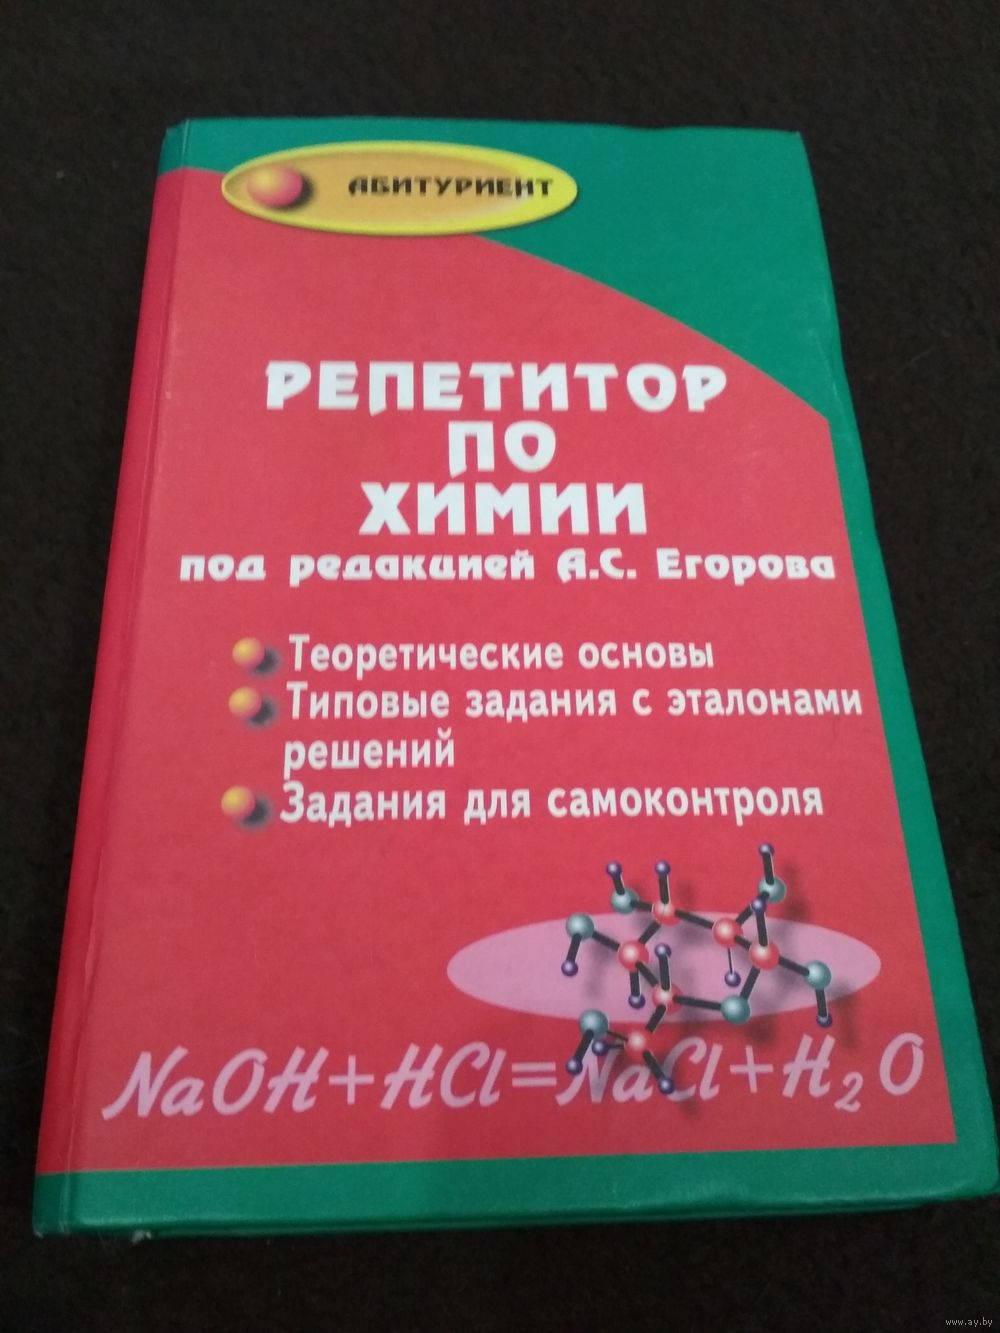 АБИТУРИЕНТ
РЕПЕТИТОР
ПО
ХИМИИ
под редакцией А.С. Егорова
Теоретические основы
Типовые задания с эталонами
решений
Задания для самоконтроля
NaOH+HCl=NaCl+H₂O
www.ay.by